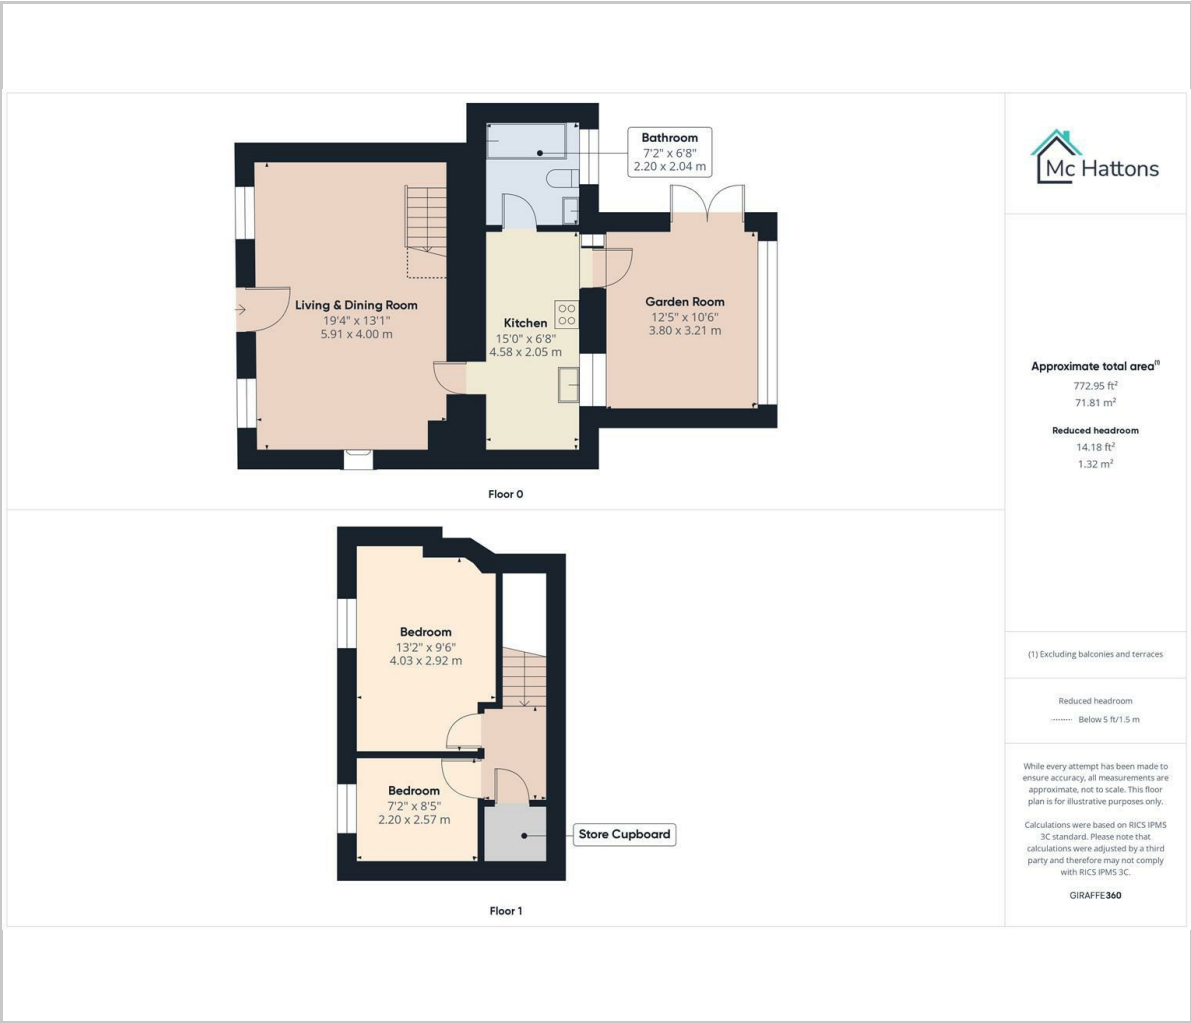 Bathroom
7'2" x 6'8"
2.20 x 2.04 m
Living & Dining Room
19'4" x 13'1"
5.91 x 4.00 m
Kitchen
15'0" x 6'8"
4.58 x 2.05 m
Garden Room
12'5" x 10'6"
3.80 x 3.21 m
Floor 0
Bedroom
13'2" x 9'6"
4.03 x 2.92 m
Bedroom
7'2" x 8'5"
2.20 x 2.57 m
Store Cupboard
Floor 1
Mc Hattons
Approximate total area⁽¹⁾
772.95 ft²
71.81 m²
Reduced headroom
14.18 ft²
1.32 m²
(1) Excluding balconies and terraces
Reduced headroom
Below 5 ft/1.5 m
While every attempt has been made to
ensure accuracy, all measurements are
approximate, not to scale. This floor
plan is for illustrative purposes only.
Calculations were based on RICS IPMS
3C standard. Please note that
calculations were adjusted by a third
party and therefore may not comply
with RICS IPMS 3C.
GIRAFFE360